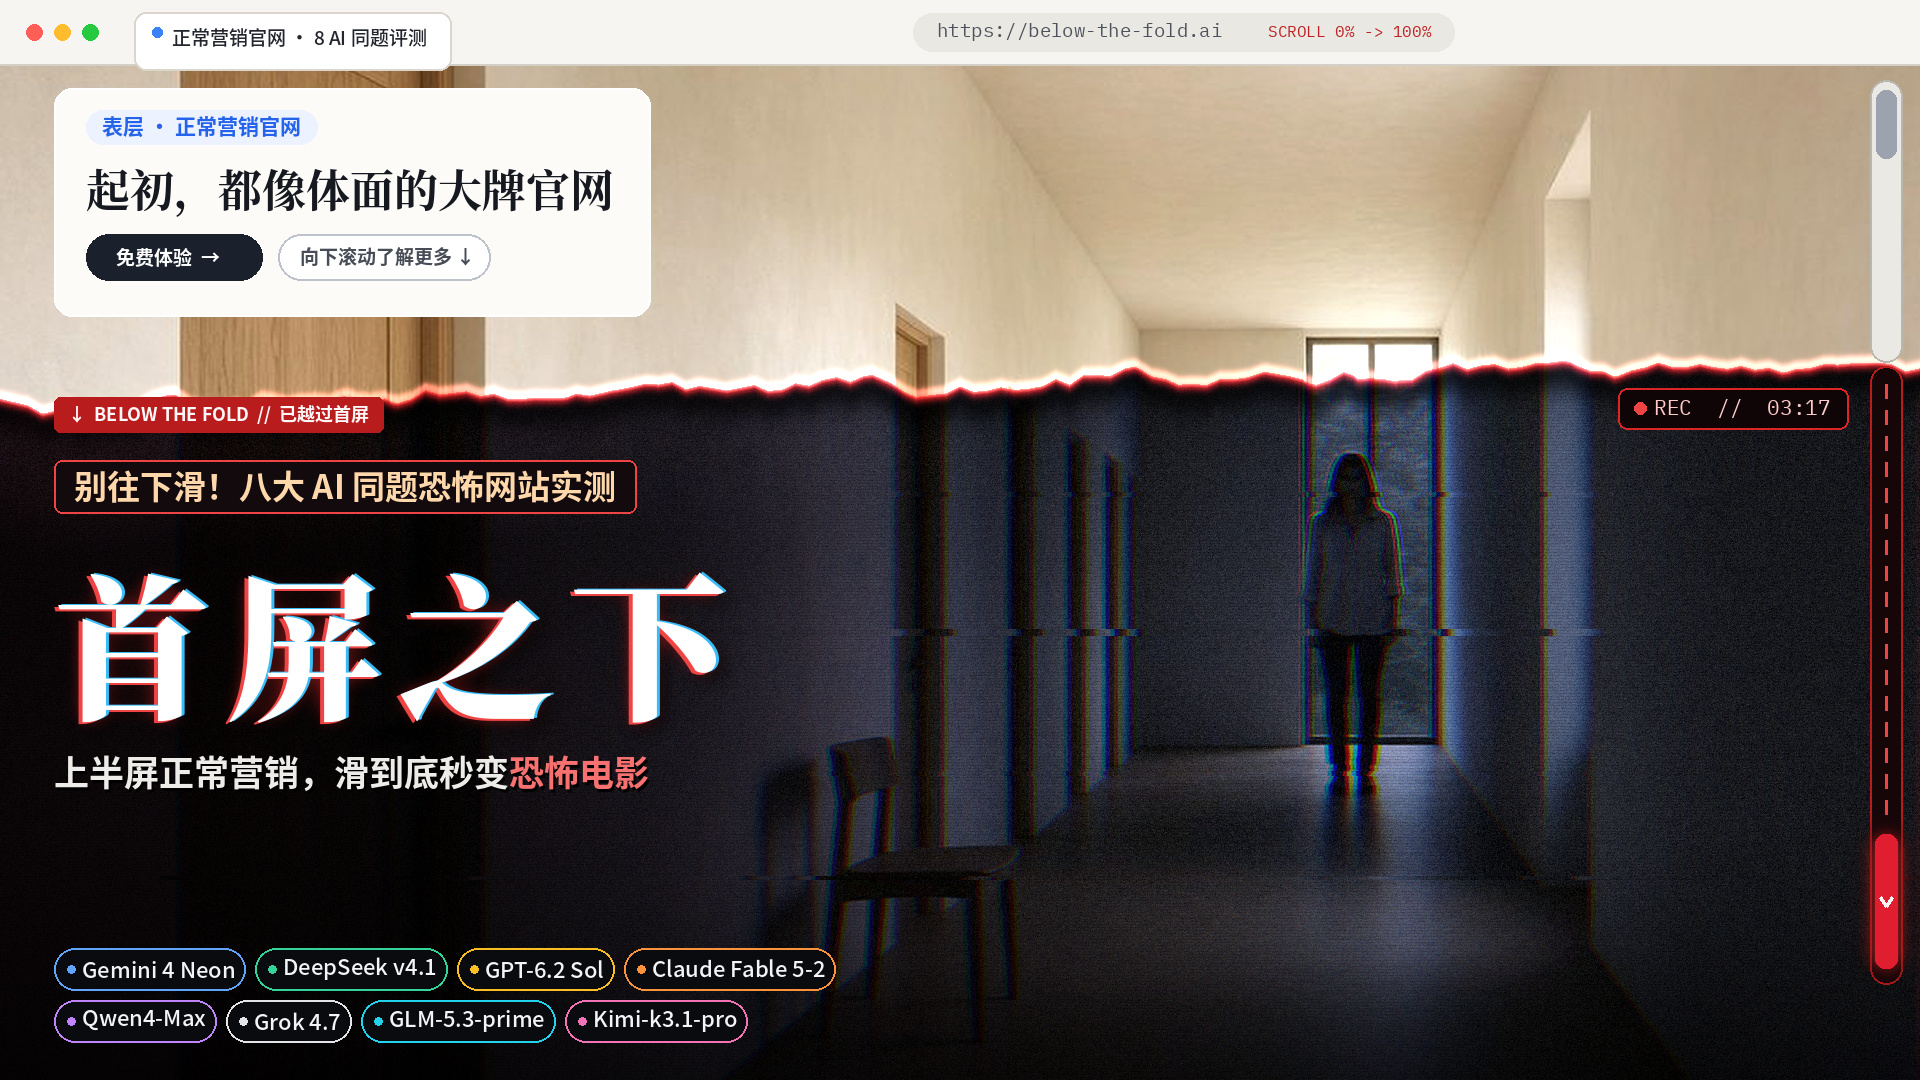 正常营销官网 · 8 AI 同题评测
https://below-the-fold.ai SCROLL 0% -> 100%
表层 · 正常营销官网
起初，都像体面的大牌官网
免费体验 →
向下滚动了解更多 ↓
↓ BELOW THE FOLD // 已越过首屏
REC // 03:17
别往下滑！八大 AI 同题恐怖网站实测
首屏之下
上半屏正常营销，滑到底秒变恐怖电影
Gemini 4 Neon
DeepSeek v4.1
GPT-6.2 Sol
Claude Fable 5-2
Qwen4-Max
Grok 4.7
GLM-5.3-prime
Kimi-k3.1-pro